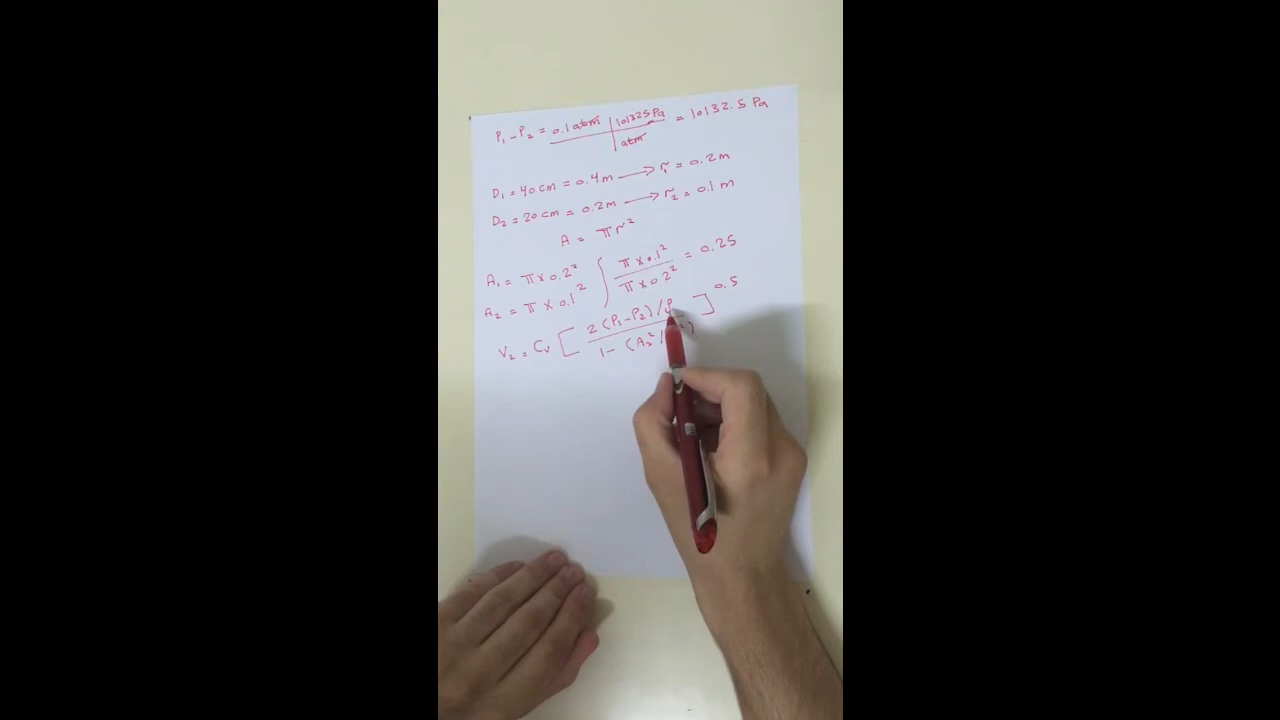 P₁-P₂ = 0.1 atm | 101325 Pa / atm = 10132.5 Pa
D₁ = 40 cm = 0.4 m → r₁ = 0.2 m
D₂ = 20 cm = 0.2 m → r₂ = 0.1 m
A = πr²
A₁ = π x 0.2²
A₂ = π x 0.1²
π x 0.1² / π x 0.2² = 0.25
V₂ = Cᵥ [ 2 (P₁-P₂) / ρ / 1 - (A₂² / ) ] 0.5